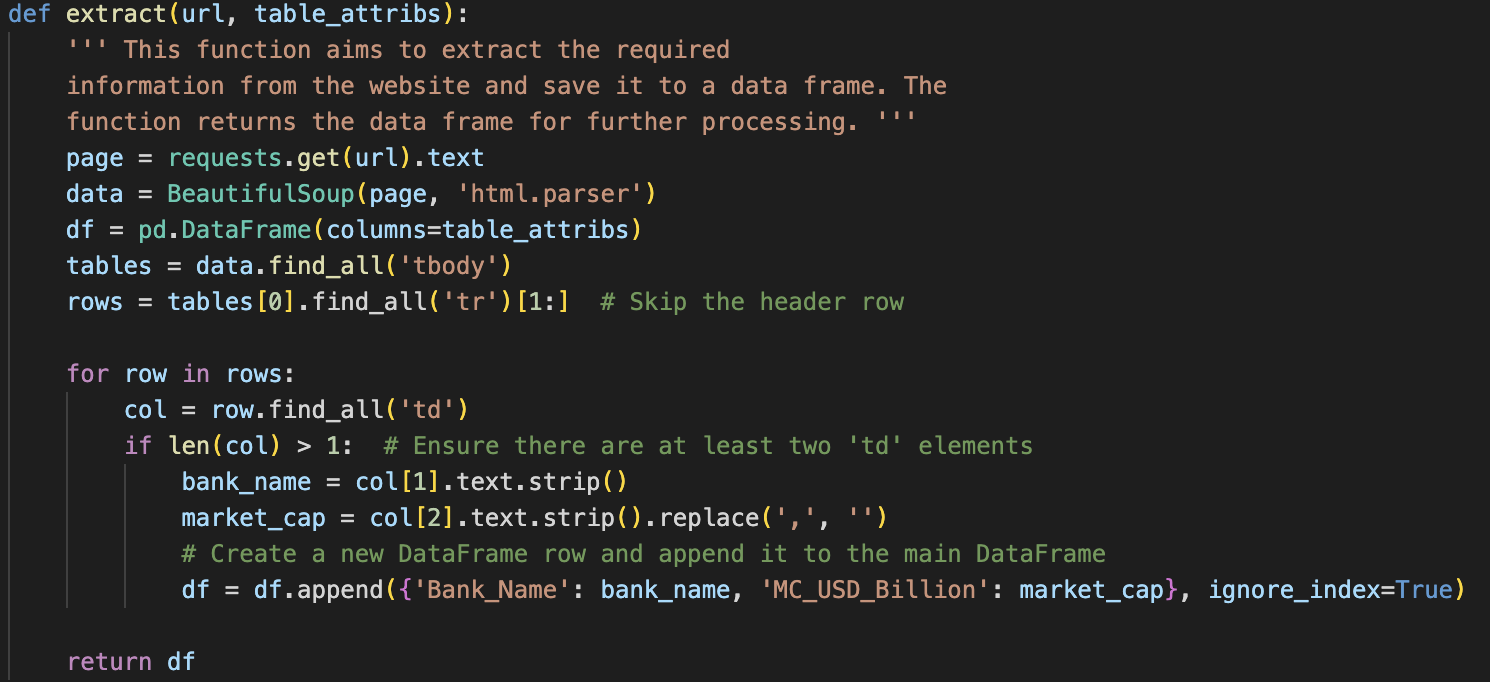 def extract(url, table_attribs):
    ''' This function aims to extract the required
    information from the website and save it to a data frame. The
    function returns the data frame for further processing. '''
    page = requests.get(url).text
    data = BeautifulSoup(page, 'html.parser')
    df = pd.DataFrame(columns=table_attribs)
    tables = data.find_all('tbody')
    rows = tables[0].find_all('tr')[1:]  # Skip the header row

    for row in rows:
        col = row.find_all('td')
        if len(col) > 1:  # Ensure there are at least two 'td' elements
            bank_name = col[1].text.strip()
            market_cap = col[2].text.strip().replace(',', '')
            # Create a new DataFrame row and append it to the main DataFrame
            df = df.append({'Bank_Name': bank_name, 'MC_USD_Billion': market_cap}, ignore_index=True)

    return df